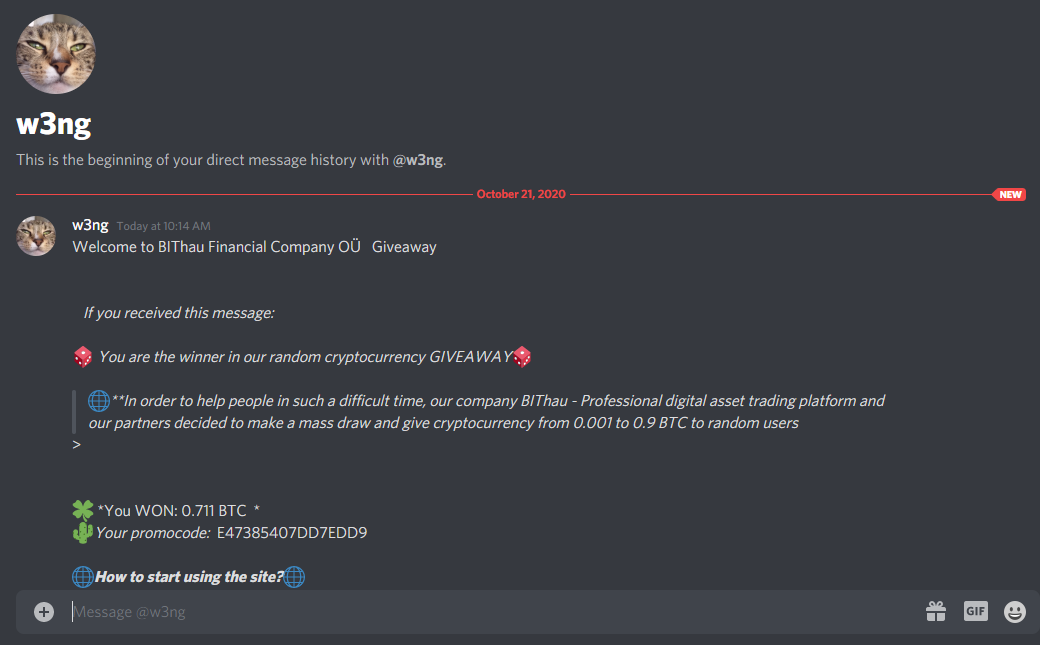 w3ng
This is the beginning of your direct message history with @w3ng.
October 21, 2020
NEW
w3ng Today at 10:14 AM
Welcome to BIThau Financial Company OÜ Giveaway
If you received this message:
You are the winner in our random cryptocurrency GIVEAWAY
**In order to help people in such a difficult time, our company BIThau - Professional digital asset trading platform and
our partners decided to make a mass draw and give cryptocurrency from 0.001 to 0.9 BTC to random users
>
*You WON: 0.711 BTC *
Your promocode: E47385407DD7EDD9
How to start using the site?
Message @w3ng
GIF